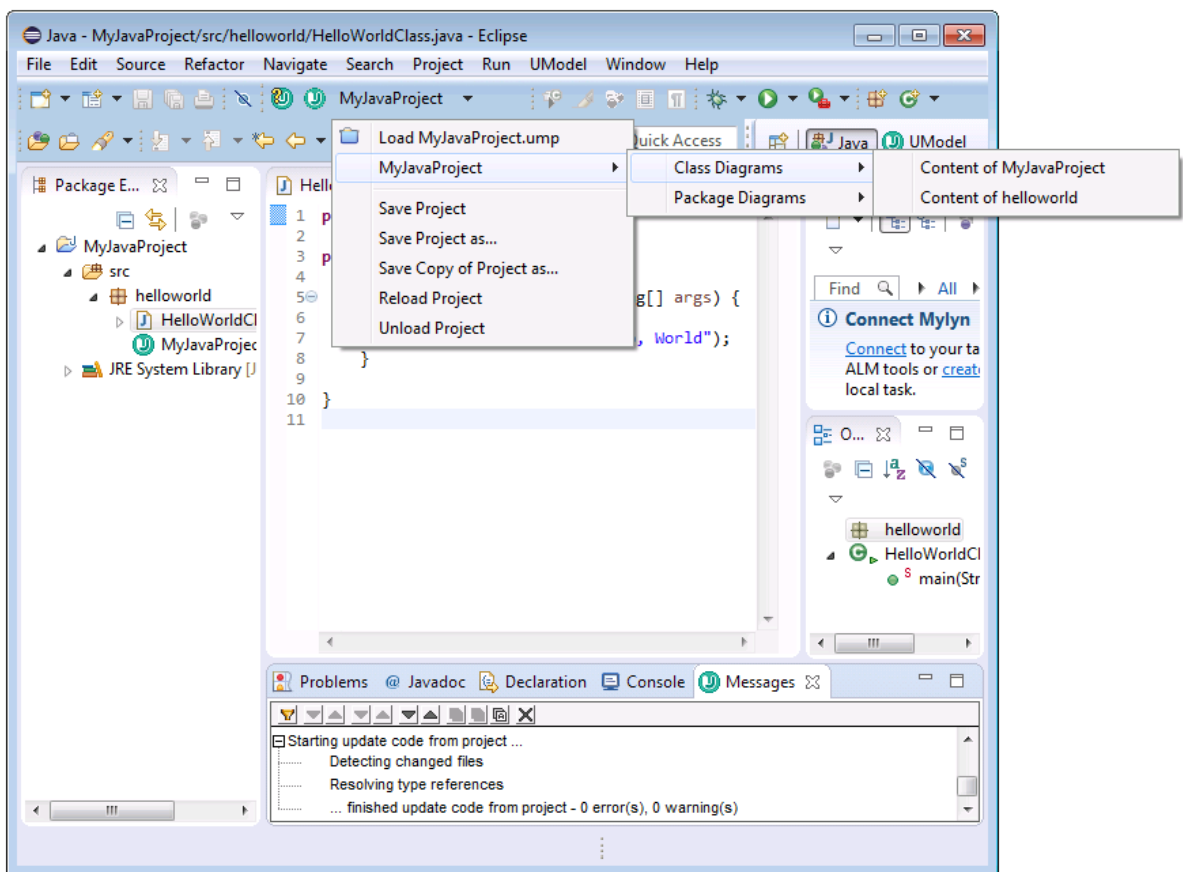 Java - MyJavaProject/src/helloworld/HelloWorldClass.java - Eclipse
File Edit Source Refactor Navigate Search Project Run UModel Window Help
MyJavaProject
Quick Access
Java UModel
Load MyJavaProject.ump
MyJavaProject
Save Project
Save Project as...
Save Copy of Project as...
Reload Project
Unload Project
Class Diagrams
Package Diagrams
Content of MyJavaProject
Content of helloworld
Package E...
MyJavaProject
src
helloworld
HelloWorldCl
MyJavaProjec
JRE System Library [J
Hell
1 p
2
3 p
4
5 g[] args) {
6
7 , World");
8 }
9
10 }
11
Find All
Connect Mylyn
Connect to your ta
ALM tools or create
local task.
O...
helloworld
HelloWorldCl
main(Str
Problems @ Javadoc Declaration Console Messages
Starting update code from project ...
Detecting changed files
Resolving type references
... finished update code from project - 0 error(s), 0 warning(s)